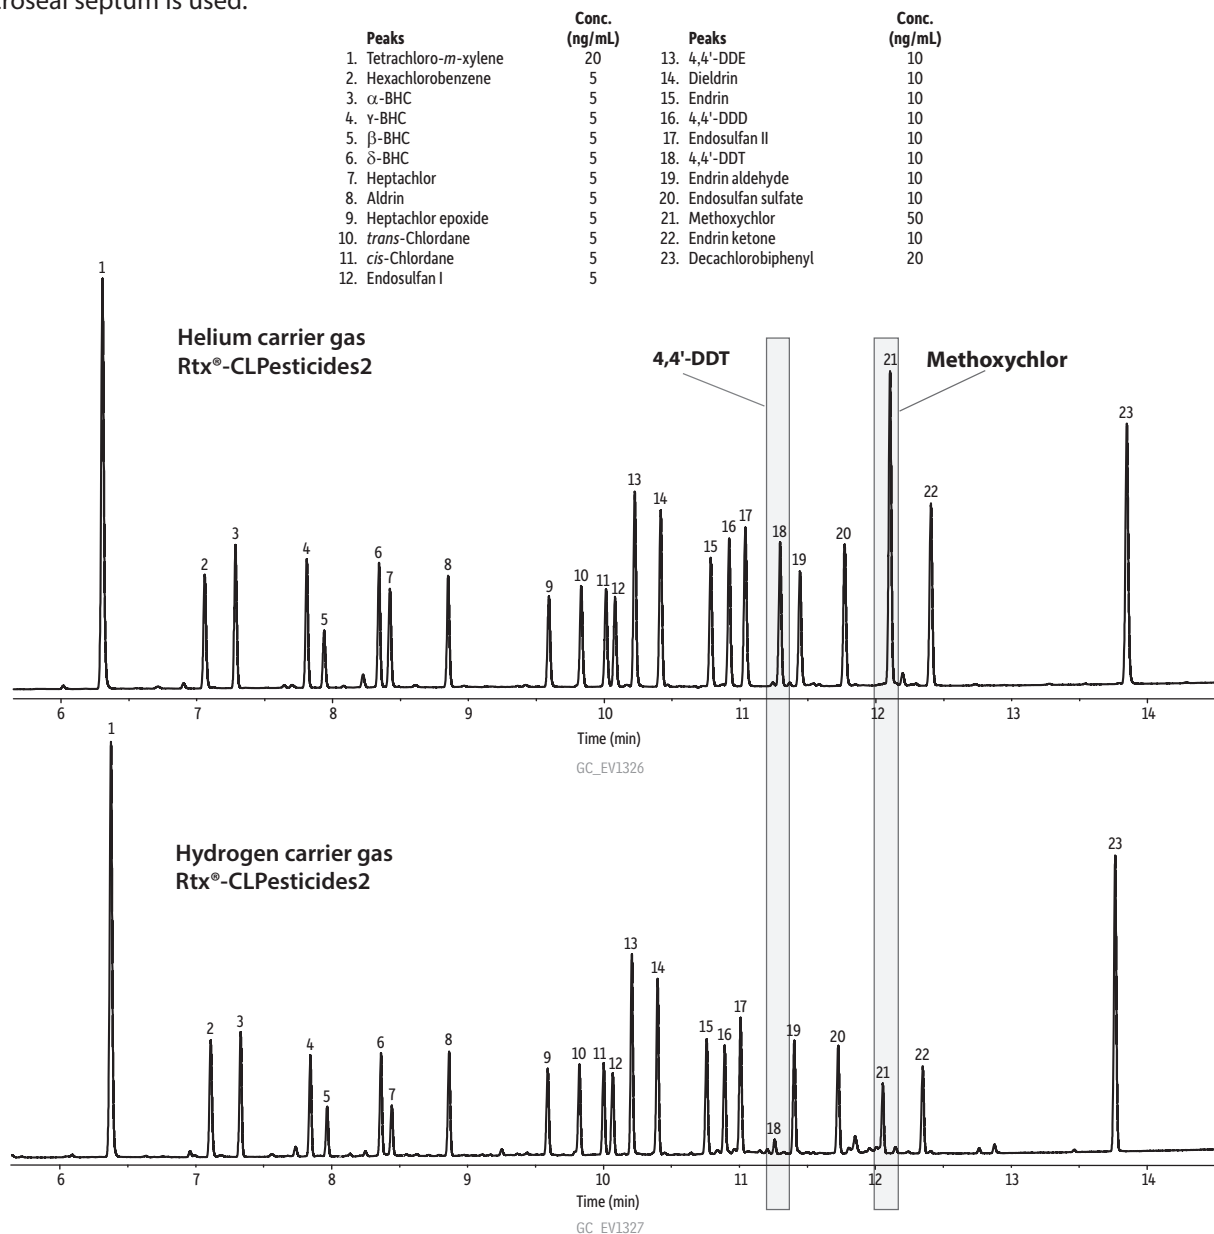 roseal septum is used.
Peaks Conc. (ng/mL) Peaks Conc. (ng/mL)
1. Tetrachloro-m-xylene 20 13. 4,4'-DDE 10
2. Hexachlorobenzene 5 14. Dieldrin 10
3. α-BHC 5 15. Endrin 10
4. γ-BHC 5 16. 4,4'-DDD 10
5. β-BHC 5 17. Endosulfan II 10
6. δ-BHC 5 18. 4,4'-DDT 10
7. Heptachlor 5 19. Endrin aldehyde 10
8. Aldrin 5 20. Endosulfan sulfate 10
9. Heptachlor epoxide 5 21. Methoxychlor 50
10. trans-Chlordane 5 22. Endrin ketone 10
11. cis-Chlordane 5 23. Decachlorobiphenyl 20
12. Endosulfan I 5
Helium carrier gas
Rtx®-CLPesticides2
4,4'-DDT
Methoxychlor
1 2 3 4 5 6 7 8 9 10 11 12 13 14 15 16 17 18 19 20 21 22 23
6 7 8 9 10 11 12 13 14
Time (min)
GC_EV1326
Hydrogen carrier gas
Rtx®-CLPesticides2
1 2 3 4 5 6 7 8 9 10 11 12 13 14 15 16 17 18 19 20 21 22 23
6 7 8 9 10 11 12 13 14
Time (min)
GC_EV1327